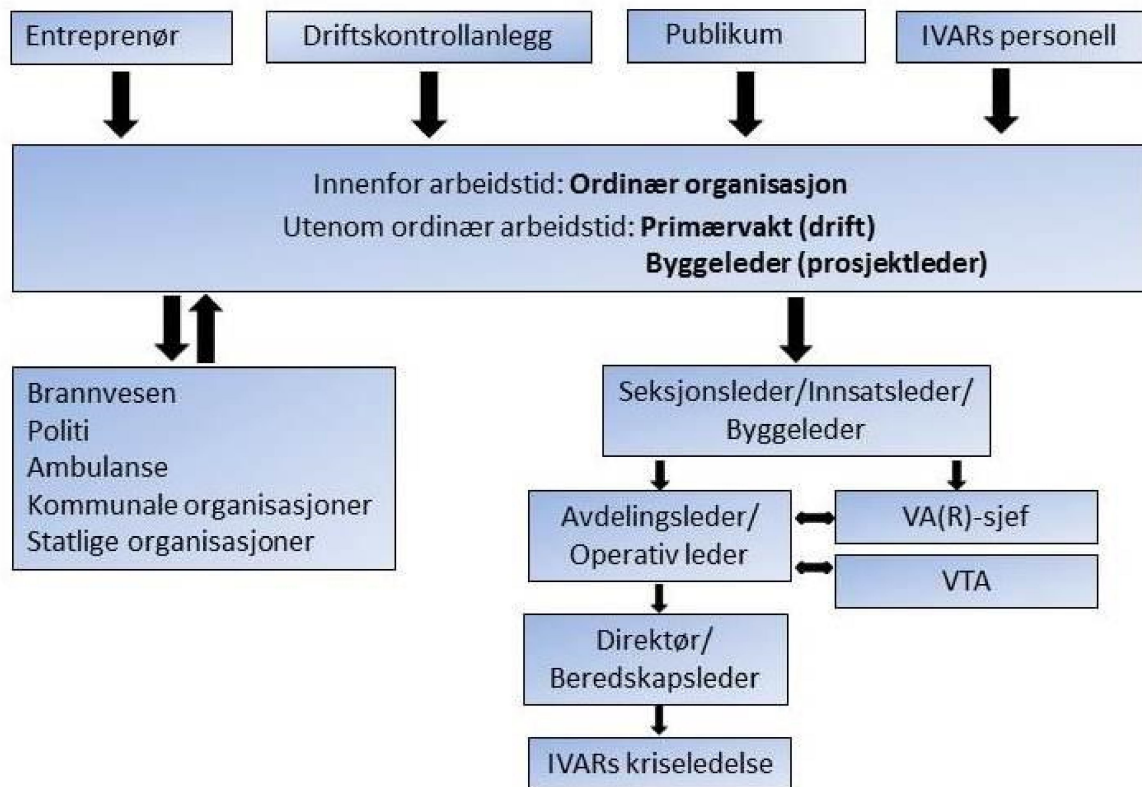 Entreprenør
Driftskontrollanlegg
Publikum
IVARs personell
Innenfor arbeidstid: Ordinær organisasjon
Utenom ordinær arbeidstid: Primærvakt (drift)
Byggeleder (prosjektleder)
Brannvesen
Politi
Ambulanse
Kommunale organisasjoner
Statlige organisasjoner
Seksjonsleder/Innsatsleder/
Byggeleder
Avdelingsleder/
Operativ leder
VA(R)-sjef
VTA
Direktør/
Beredskapsleder
IVARs kriseledelse